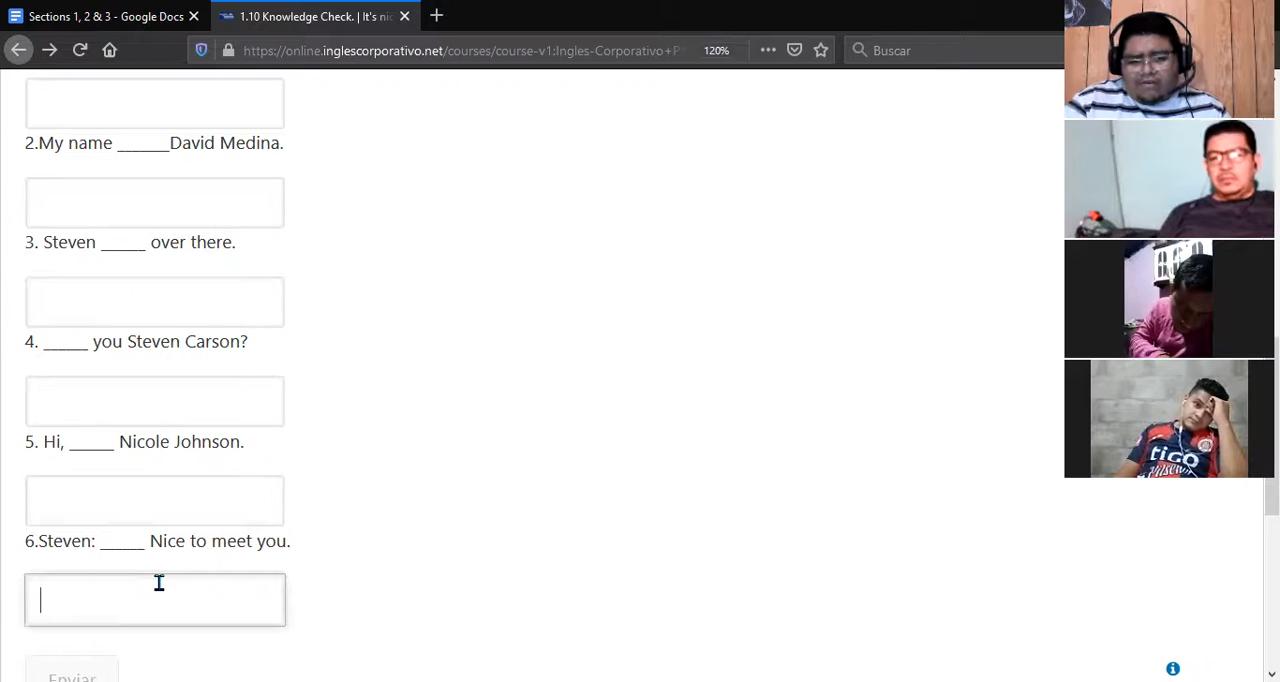 Sections 1, 2 & 3 - Google Docs
1.10 Knowledge Check. | It's nic
https://online.inglescorporativo.net/courses/course-v1:Ingles-Corporativo+P
120%
Buscar
2.My name ______David Medina.
3. Steven _____ over there.
4. _____ you Steven Carson?
5. Hi, _____ Nicole Johnson.
6.Steven: _____ Nice to meet you.
Enviar
tigo